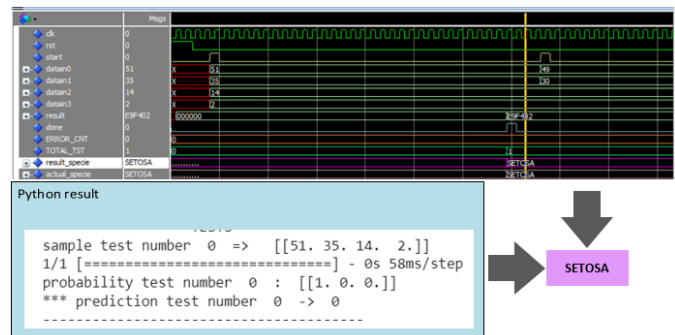 Msgs
clk 0
rst 0
start 0
datain0 51 x 51 49
datain1 35 x 35 30
datain2 14 x 14
datain3 2 x 2
result E9F402 000000 E9F402
done 0
ERROR_CNT 0 0
TOTAL_TST 1 0 1
result_specie SETOSA SETOSA
actual_specie SETOSA SETOSA
Python result
sample test number 0 => [[51. 35. 14. 2.]]
1/1 [==============================] - 0s 58ms/step
probability test number 0 : [[1. 0. 0.]]
*** prediction test number 0 -> 0
----------------------------------------
SETOSA